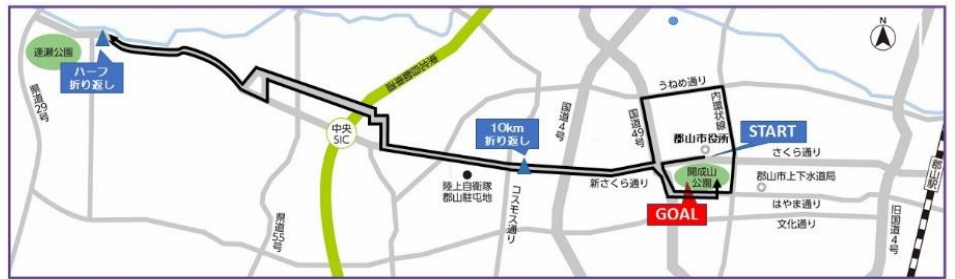 N
逢瀬公園
ハーフ
折り返し
県道29号
東北自動車道
中央
SIC
県道55号
陸上自衛隊
郡山駐屯地
10km
折り返し
コスモス通り
国道4号
国道49号
うねめ通り
内環状線
郡山市役所
START
さくら通り
新さくら通り
開成山
公園
GOAL
郡山市上下水道局
はやま通り
文化通り
旧国道4号
郡山駅